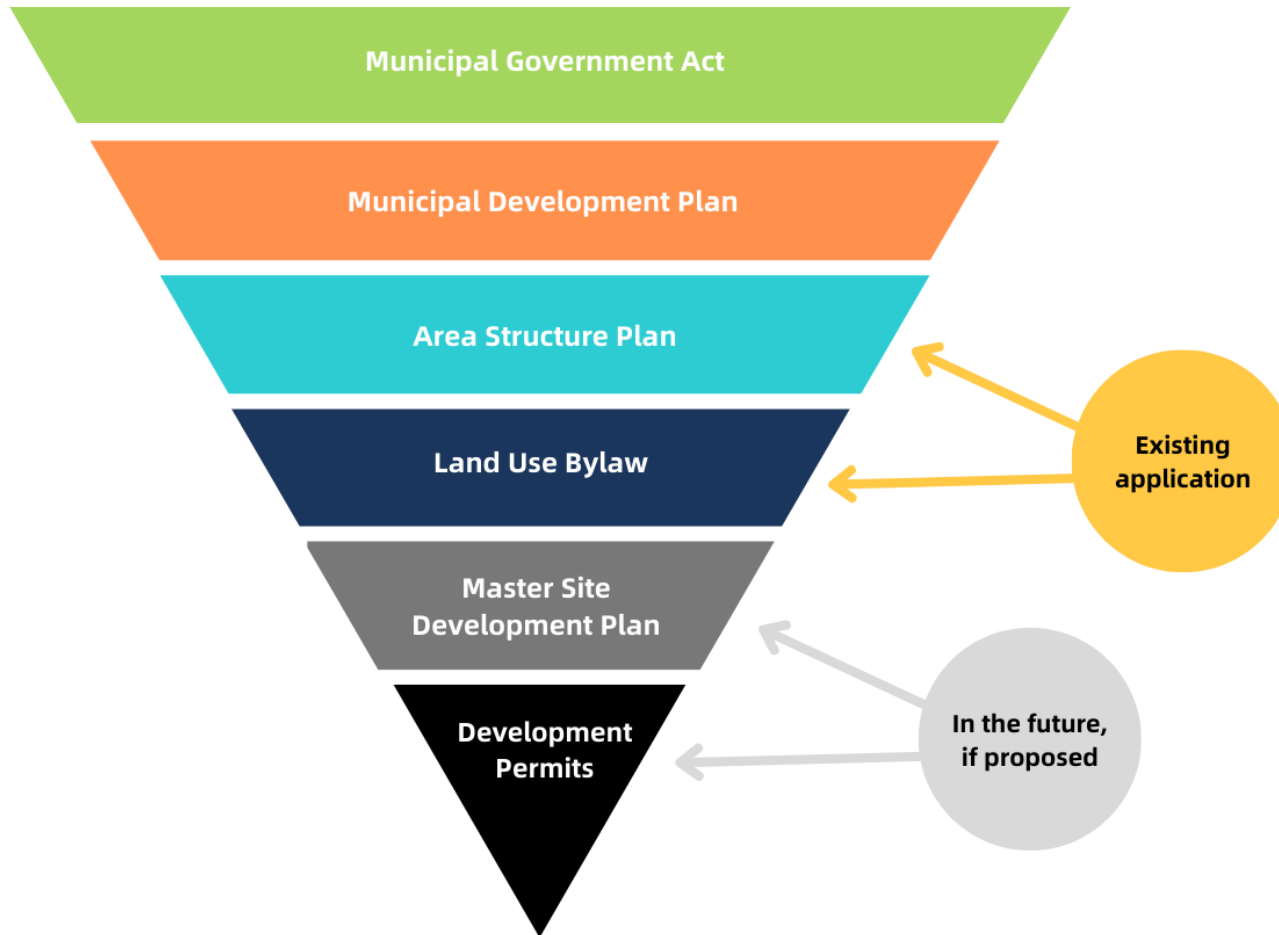 Municipal Government Act
Municipal Development Plan
Area Structure Plan
Land Use Bylaw
Existing
application
Master Site
Development Plan
Development
Permits
In the future,
if proposed